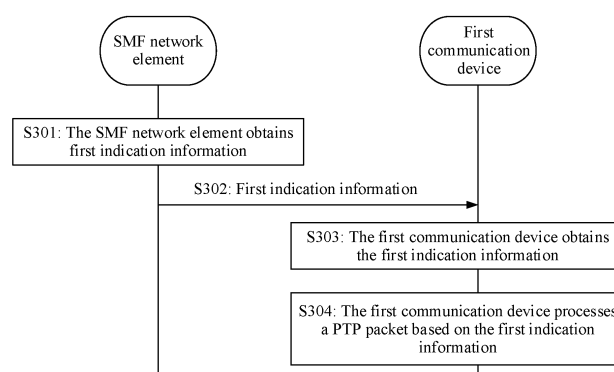 SMF network
element
First
communication
device
S301: The SMF network element obtains
first indication information
S302: First indication information
S303: The first communication device obtains
the first indication information
S304: The first communication device processes
a PTP packet based on the first indication
information